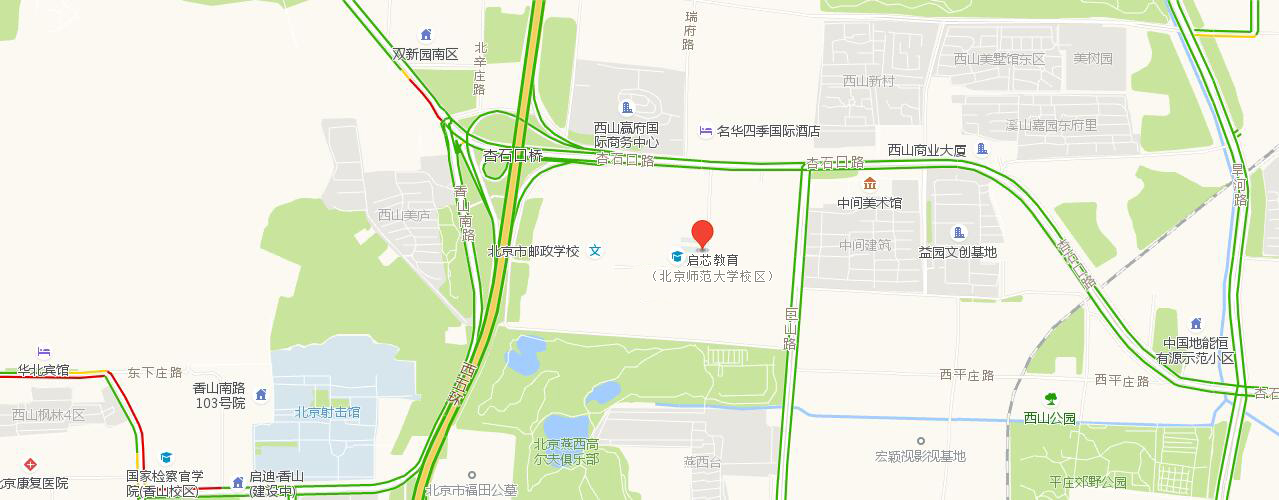 瑞
府
路
双新园南区
北
辛
庄
路
西山美墅馆东区
美树园
西山新村
西山赢府国
际商务中心
名华四季国际酒店
溪山嘉园东府里
杏石口桥
杏石口路
杏石口路
西山商业大厦
旱
河
路
中间美术馆
香
山
南
路
西山美庐
北京市邮政学校
文
启芯教育
（北京师范大学校区）
中间建筑
益园文创基地
杏石口路
巨
山
路
中国地能恒
有源示范小区
华北宾馆
东下庄路
西五环
西平庄路
西平庄路
杏石
香山南路
103号院
西山枫林4区
北京射击馆
西山公园
北京燕西高
尔夫俱乐部
燕西台
宏颖视影视基地
国家检察官学
院(香山校区)
启迪·香山
(建设中)
京康复医院
北京市福田公墓
平庄郊野公园